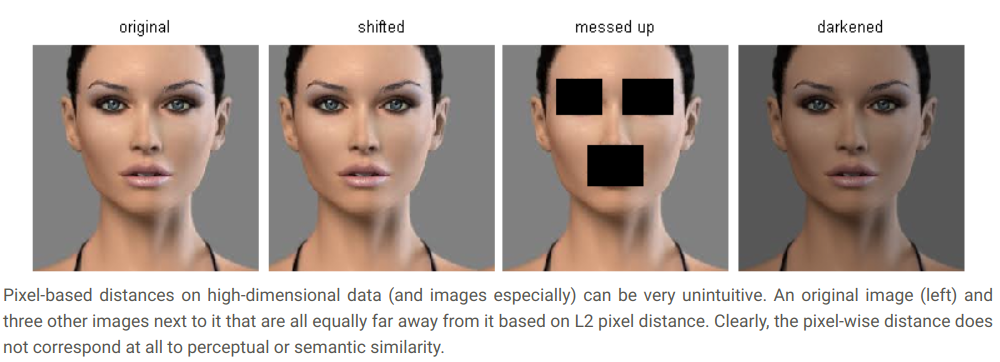 original shifted messed up darkened
Pixel-based distances on high-dimensional data (and images especially) can be very unintuitive. An original image (left) and
three other images next to it that are all equally far away from it based on L2 pixel distance. Clearly, the pixel-wise distance does
not correspond at all to perceptual or semantic similarity.